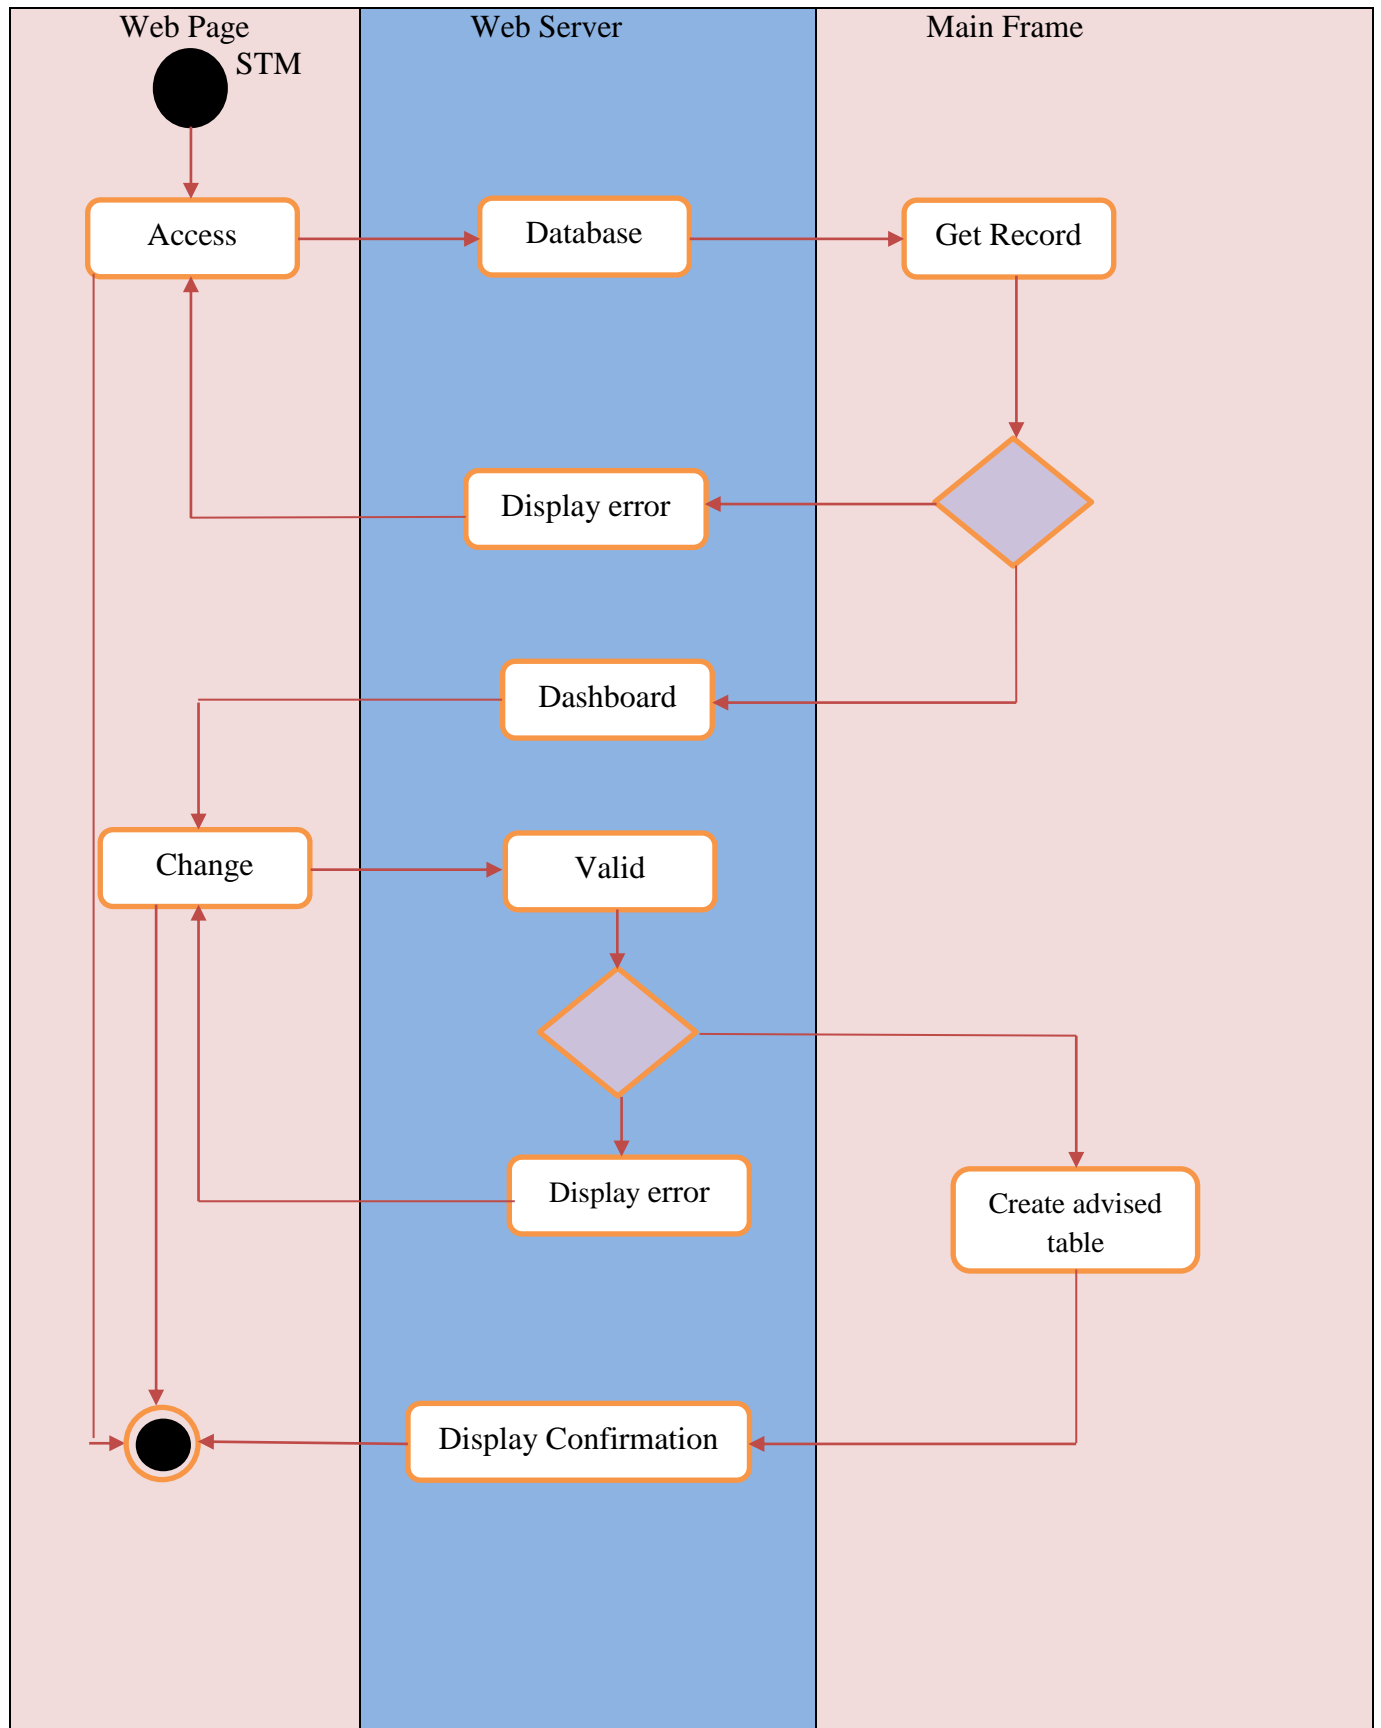 Web Page
Web Server
Main Frame
STM
Access
Database
Get Record
Display error
Dashboard
Change
Valid
Display error
Create advised
table
Display Confirmation